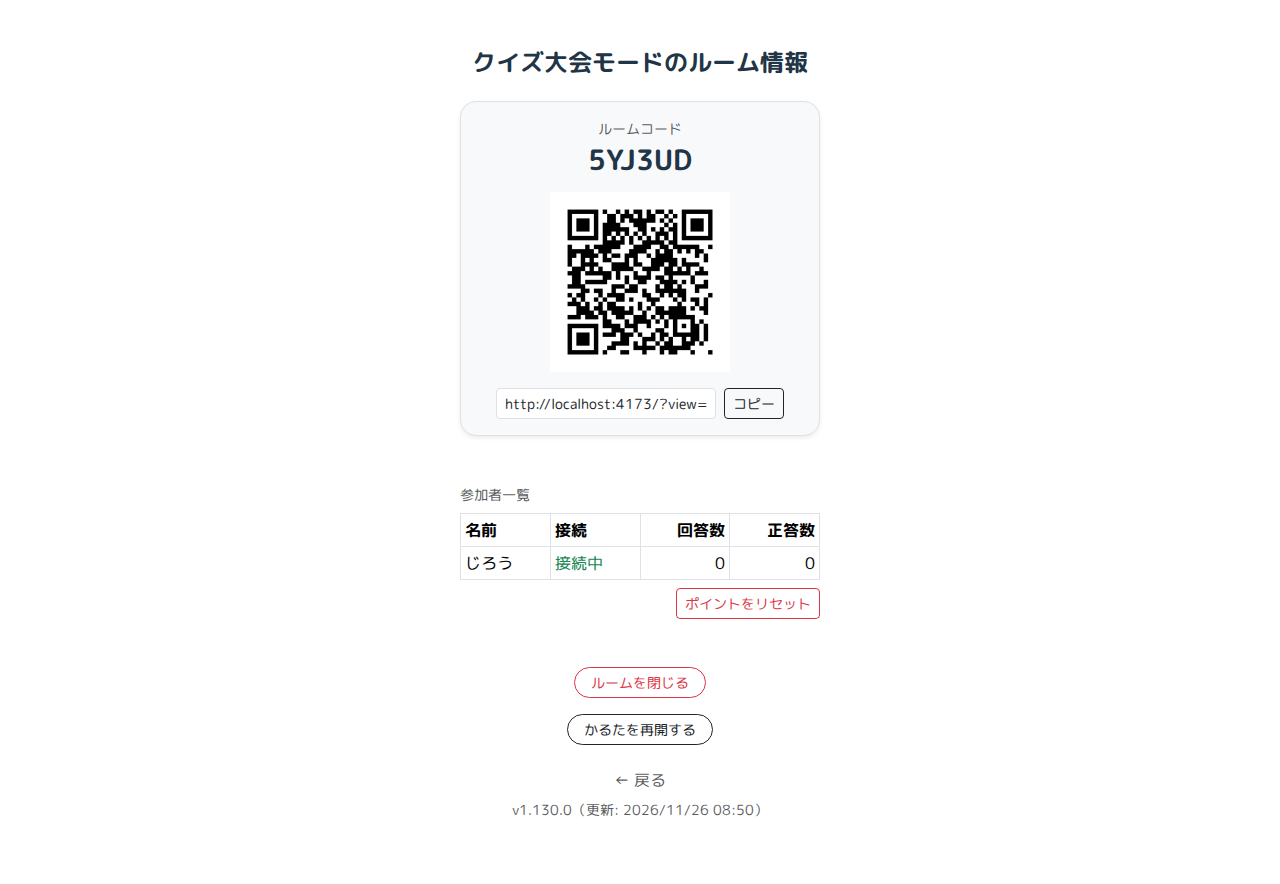 クイズ大会モードのルーム情報
ルームコード
5YJ3UD
http://localhost:4173/?view=
コピー
参加者一覧
名前 接続 回答数 正答数
じろう 接続中 0 0
ポイントをリセット
ルームを閉じる
かるたを再開する
← 戻る
v1.130.0（更新: 2026/11/26 08:50）